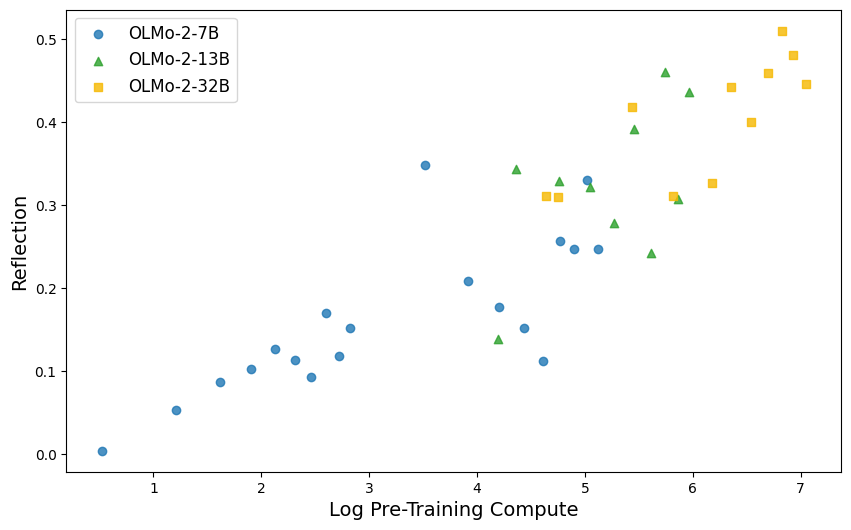 OLMo-2-7B
OLMo-2-13B
OLMo-2-32B
Reflection
0.5
0.4
0.3
0.2
0.1
0.0
1 2 3 4 5 6 7
Log Pre-Training Compute